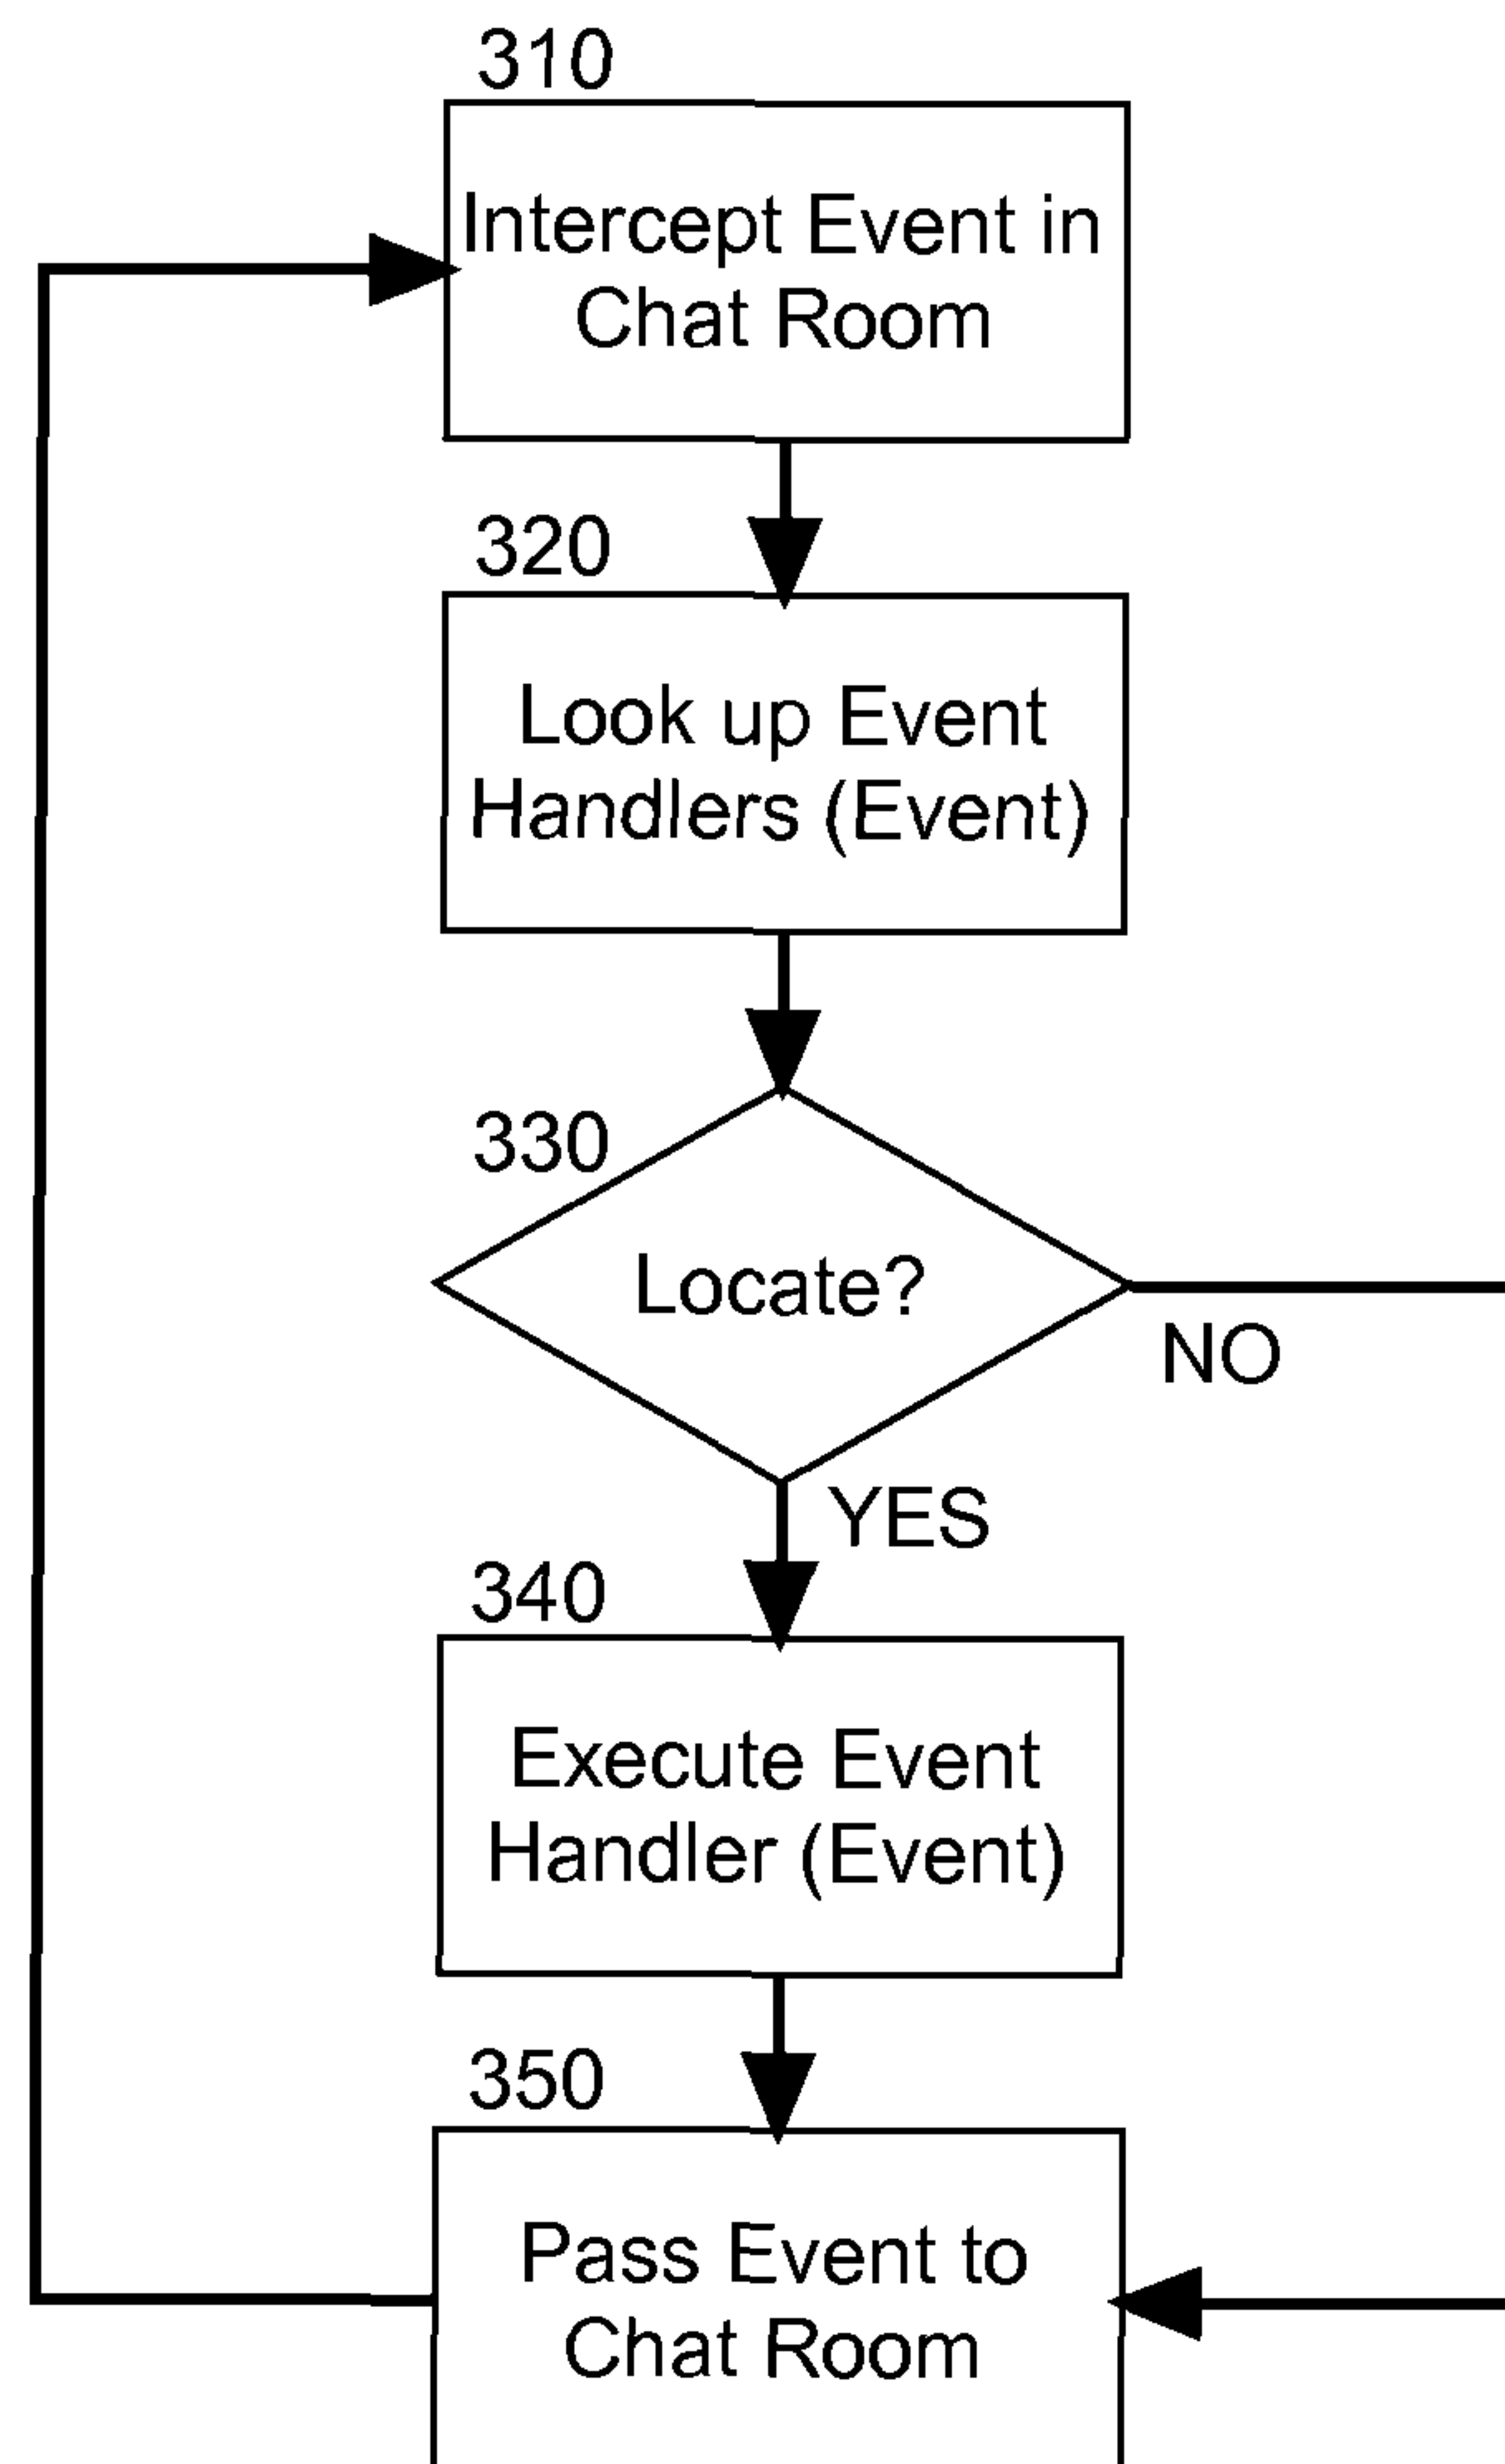 310
Intercept Event in
Chat Room
320
Look up Event
Handlers (Event)
330
Locate?
NO
YES
340
Execute Event
Handler (Event)
350
Pass Event to
Chat Room